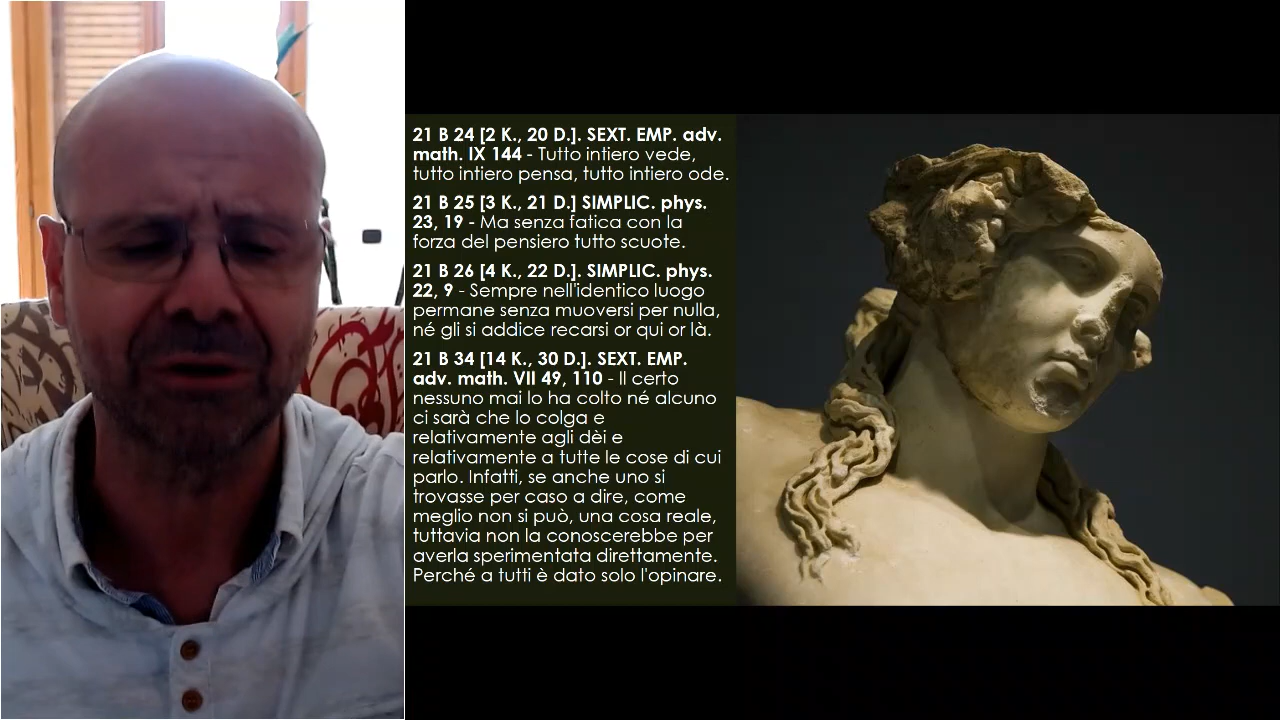 21 B 24 [2 K., 20 D.]. SEXT. EMP. adv.
math. IX 144 - Tutto intiero vede,
tutto intiero pensa, tutto intiero ode.
21 B 25 [3 K., 21 D.] SIMPLIC. phys.
23, 19 - Ma senza fatica con la
forza del pensiero tutto scuote.
21 B 26 [4 K., 22 D.]. SIMPLIC. phys.
22, 9 - Sempre nell'identico luogo
permane senza muoversi per nulla,
né gli si addice recarsi or qui or là.
21 B 34 [14 K., 30 D.]. SEXT. EMP.
adv. math. VII 49, 110 - Il certo
nessuno mai lo ha colto né alcuno
ci sarà che lo colga e
relativamente agli dèi e
relativamente a tutte le cose di cui
parlo. Infatti, se anche uno si
trovasse per caso a dire, come
meglio non si può, una cosa reale,
tuttavia non la conoscerebbe per
averla sperimentata direttamente.
Perché a tutti è dato solo l'opinare.